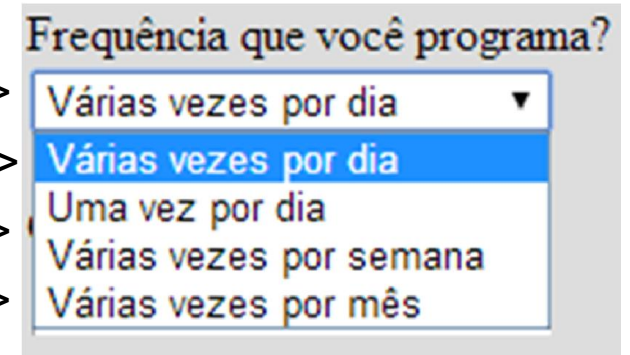 Frequência que você programa?
> Várias vezes por dia ▼
> Várias vezes por dia
Uma vez por dia
> Várias vezes por semana
> Várias vezes por mês